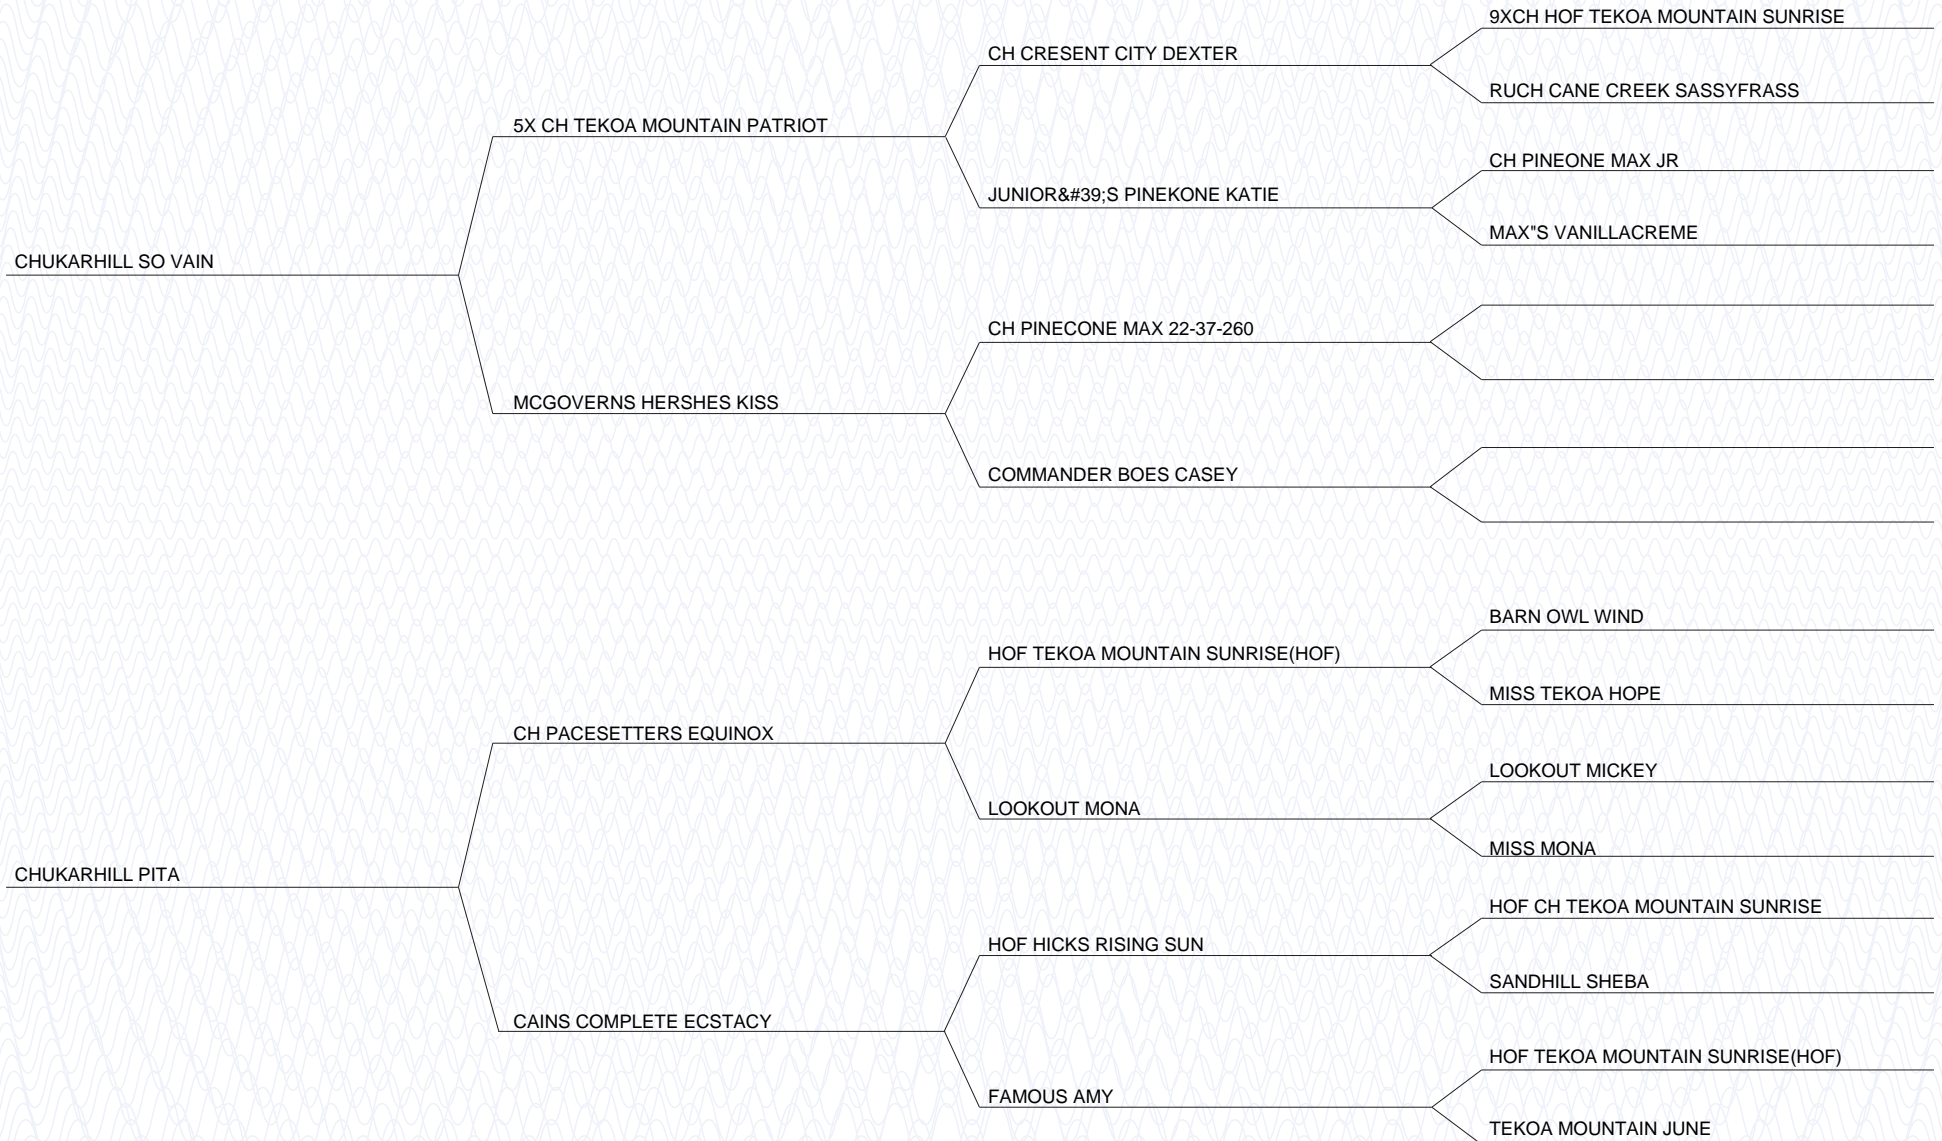 9XCH HOF TEKOA MOUNTAIN SUNRISE
CH CRESENT CITY DEXTER
RUCH CANE CREEK SASSYFRASS
5X CH TEKOA MOUNTAIN PATRIOT
CH PINEONE MAX JR
JUNIOR&#39;S PINEKONE KATIE
MAX"S VANILLACREME
CHUKARHILL SO VAIN
CH PINECONE MAX 22-37-260
MCGOVERNS HERSHES KISS
COMMANDER BOES CASEY
BARN OWL WIND
HOF TEKOA MOUNTAIN SUNRISE(HOF)
MISS TEKOA HOPE
CH PACESETTERS EQUINOX
LOOKOUT MICKEY
LOOKOUT MONA
MISS MONA
CHUKARHILL PITA
HOF CH TEKOA MOUNTAIN SUNRISE
HOF HICKS RISING SUN
SANDHILL SHEBA
CAINS COMPLETE ECSTACY
HOF TEKOA MOUNTAIN SUNRISE(HOF)
FAMOUS AMY
TEKOA MOUNTAIN JUNE